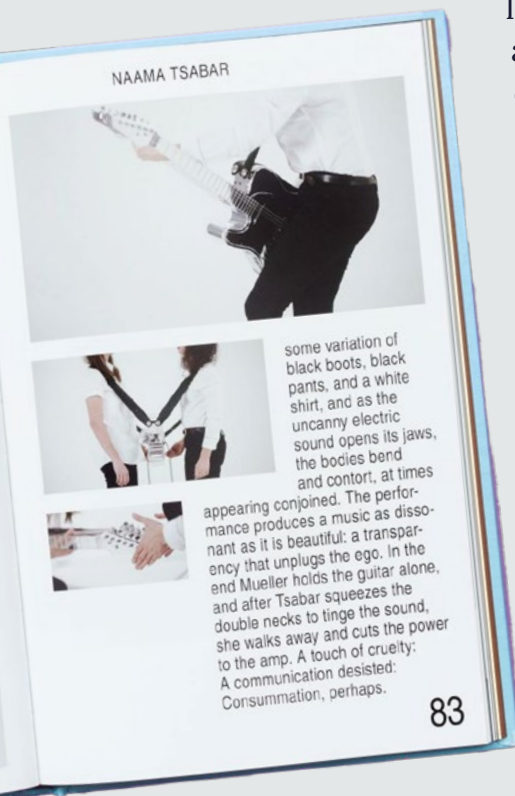 NAAMA TSABAR
some variation of
black boots, black
pants, and a white
shirt, and as the
uncanny electric
sound opens its jaws,
the bodies bend
and contort, at times
appearing conjoined. The perfor-
mance produces a music as disso-
nant as it is beautiful: a transpar-
ency that unplugs the ego. In the
end Mueller holds the guitar alone,
and after Tsabar squeezes the
double necks to tinge the sound,
she walks away and cuts the power
to the amp. A touch of cruelty:
A communication desisted:
Consummation, perhaps.
83